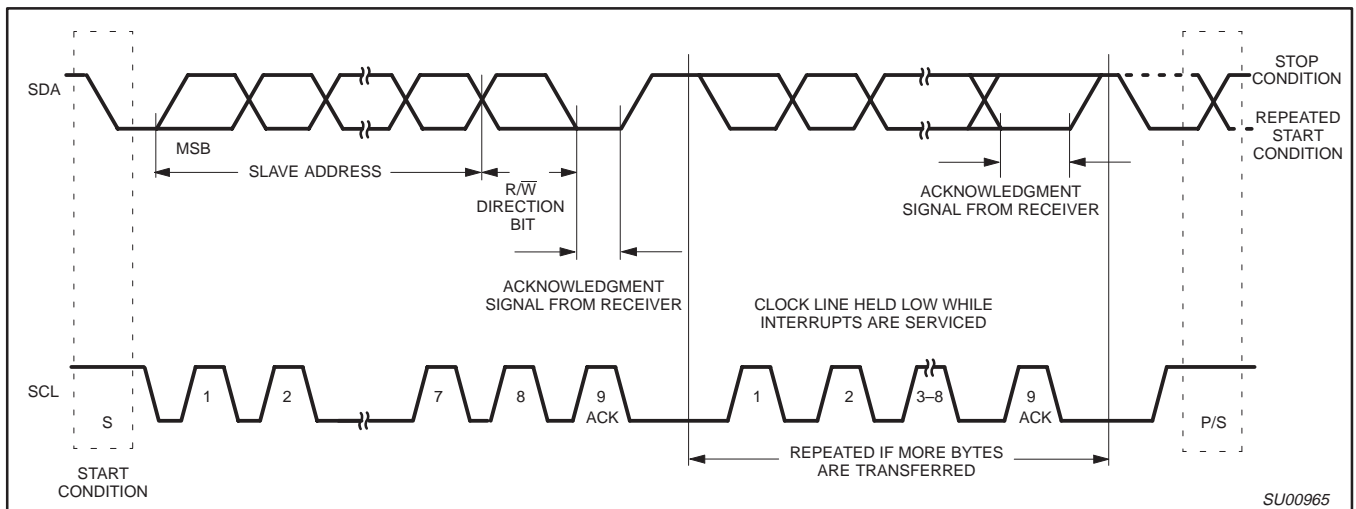 SDA
STOP
CONDITION
REPEATED
START
CONDITION
MSB
SLAVE ADDRESS
R/W̅
DIRECTION
BIT
ACKNOWLEDGMENT
SIGNAL FROM RECEIVER
ACKNOWLEDGMENT
SIGNAL FROM RECEIVER
CLOCK LINE HELD LOW WHILE
INTERRUPTS ARE SERVICED
SCL
S
1
2
7
8
9
ACK
1
2
3–8
9
ACK
P/S
START
CONDITION
REPEATED IF MORE BYTES
ARE TRANSFERRED
SU00965